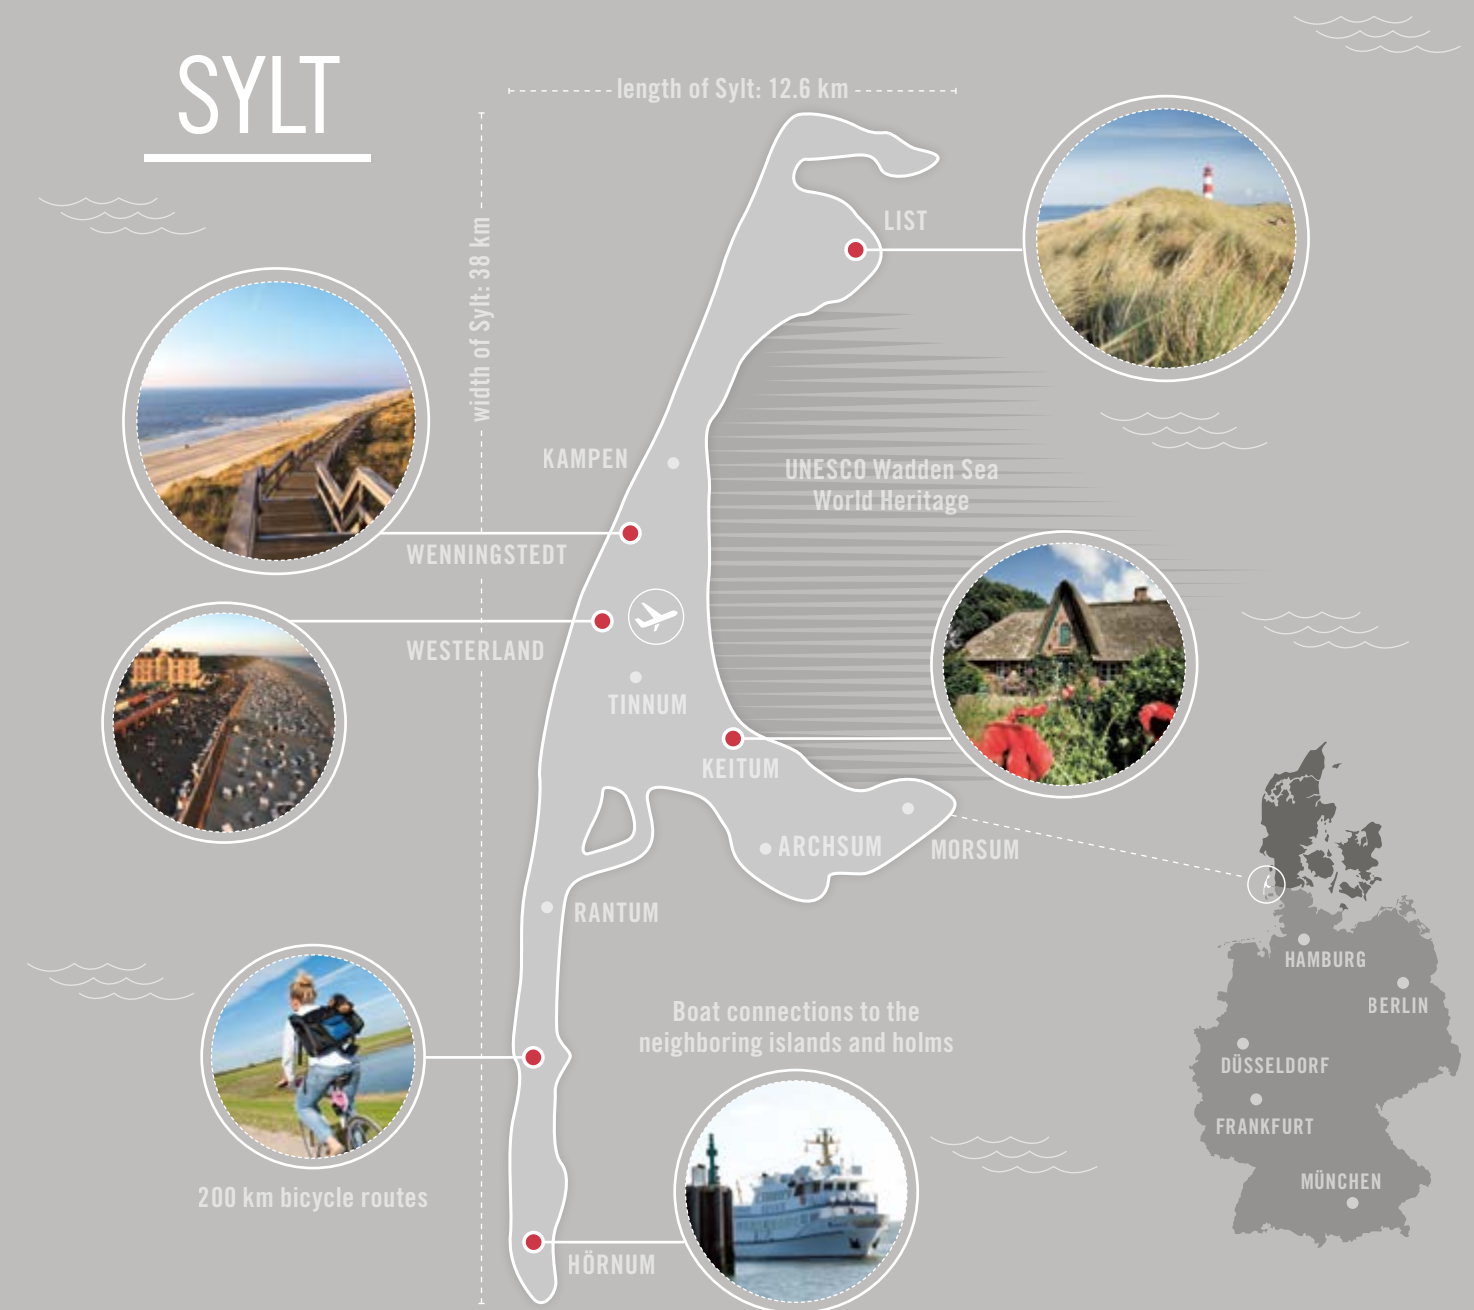 SYLT
length of Sylt: 12.6 km
width of Sylt: 38 km
LIST
KAMPEN
UNESCO Wadden Sea
World Heritage
WENNINGSTEDT
WESTERLAND
TINNUM
KEITUM
ARCHSUM
MORSUM
RANTUM
HAMBURG
BERLIN
Boat connections to the
neighboring islands and holms
DÜSSELDORF
FRANKFURT
MÜNCHEN
200 km bicycle routes
HÖRNUM